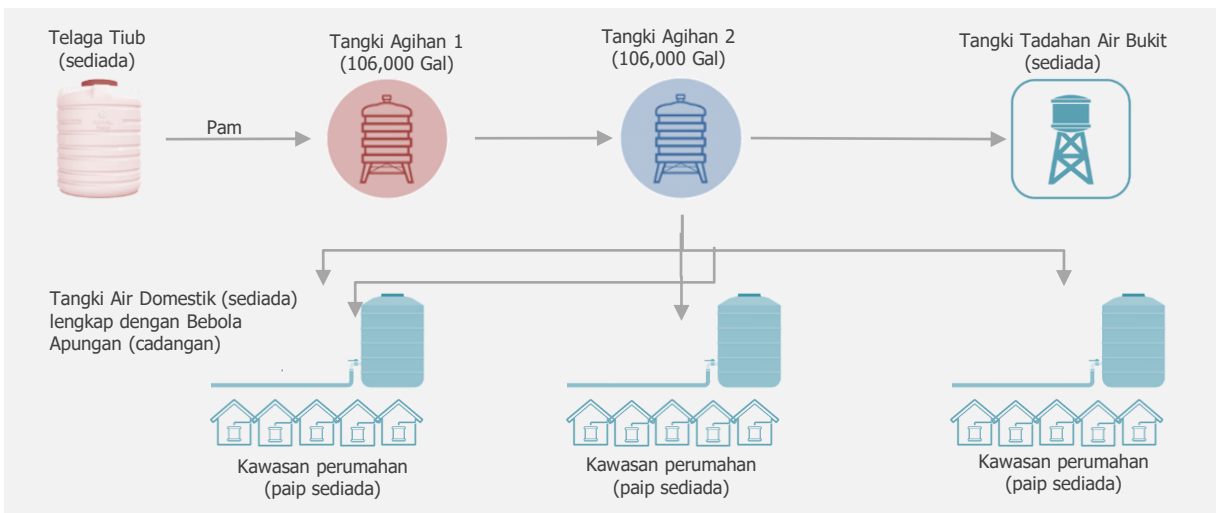 Telaga Tiub
(sediada)
Tangki Agihan 1
(106,000 Gal)
Tangki Agihan 2
(106,000 Gal)
Tangki Tadahan Air Bukit
(sediada)
Pam
Tangki Air Domestik (sediada)
lengkap dengan Bebola
Apungan (cadangan)
Kawasan perumahan
(paip sediada)
Kawasan perumahan
(paip sediada)
Kawasan perumahan
(paip sediada)